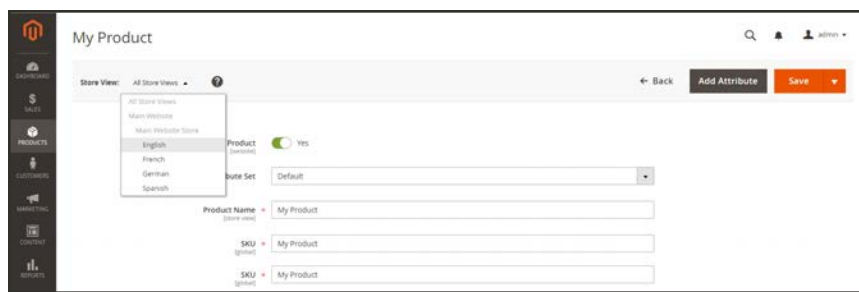 My Product
admin
DASHBOARD
Store View: All Store Views
← Back
Add Attribute
Save
SALES
All Store Views
Main Website
Main Website Store
PRODUCTS
English
Product
[website]
Yes
French
CUSTOMERS
German
bute Set
Default
Spanish
MARKETING
Product Name *
My Product
[store view]
CONTENT
SKU *
My Product
[global]
REPORTS
SKU *
My Product
[global]